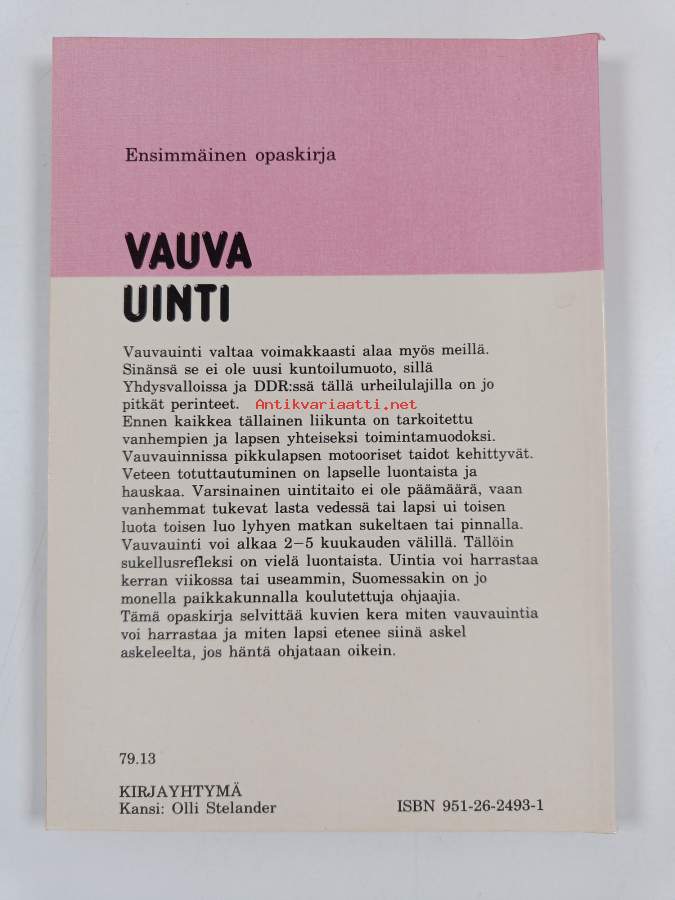 Ensimmäinen opaskirja
VAUVA
UINTI
Vauvauinti valtaa voimakkaasti alaa myös meillä.
Sinänsä se ei ole uusi kuntoilumuoto, sillä
Yhdysvalloissa ja DDR:ssä tällä urheilulajilla on jo
pitkät perinteet. Antikvariaatti.net
Ennen kaikkea tällainen liikunta on tarkoitettu
vanhempien ja lapsen yhteiseksi toimintamuodoksi.
Vauvauinnissa pikkulapsen motooriset taidot kehittyvät.
Veteen totuttautuminen on lapselle luontaista ja
hauskaa. Varsinainen uintitaito ei ole päämäärä, vaan
vanhemmat tukevat lasta vedessä tai lapsi ui toisen
luota toisen luo lyhyen matkan sukeltaen tai pinnalla.
Vauvauinti voi alkaa 2–5 kuukauden välillä. Tällöin
sukellusrefleksi on vielä luontaista. Uintia voi harrastaa
kerran viikossa tai useammin, Suomessakin on jo
monella paikkakunnalla koulutettuja ohjaajia.
Tämä opaskirja selvittää kuvien kera miten vauvauintia
voi harrastaa ja miten lapsi etenee siinä askel
askeleelta, jos häntä ohjataan oikein.
79.13
KIRJAYHTYMÄ
Kansi: Olli Stelander ISBN 951-26-2493-1